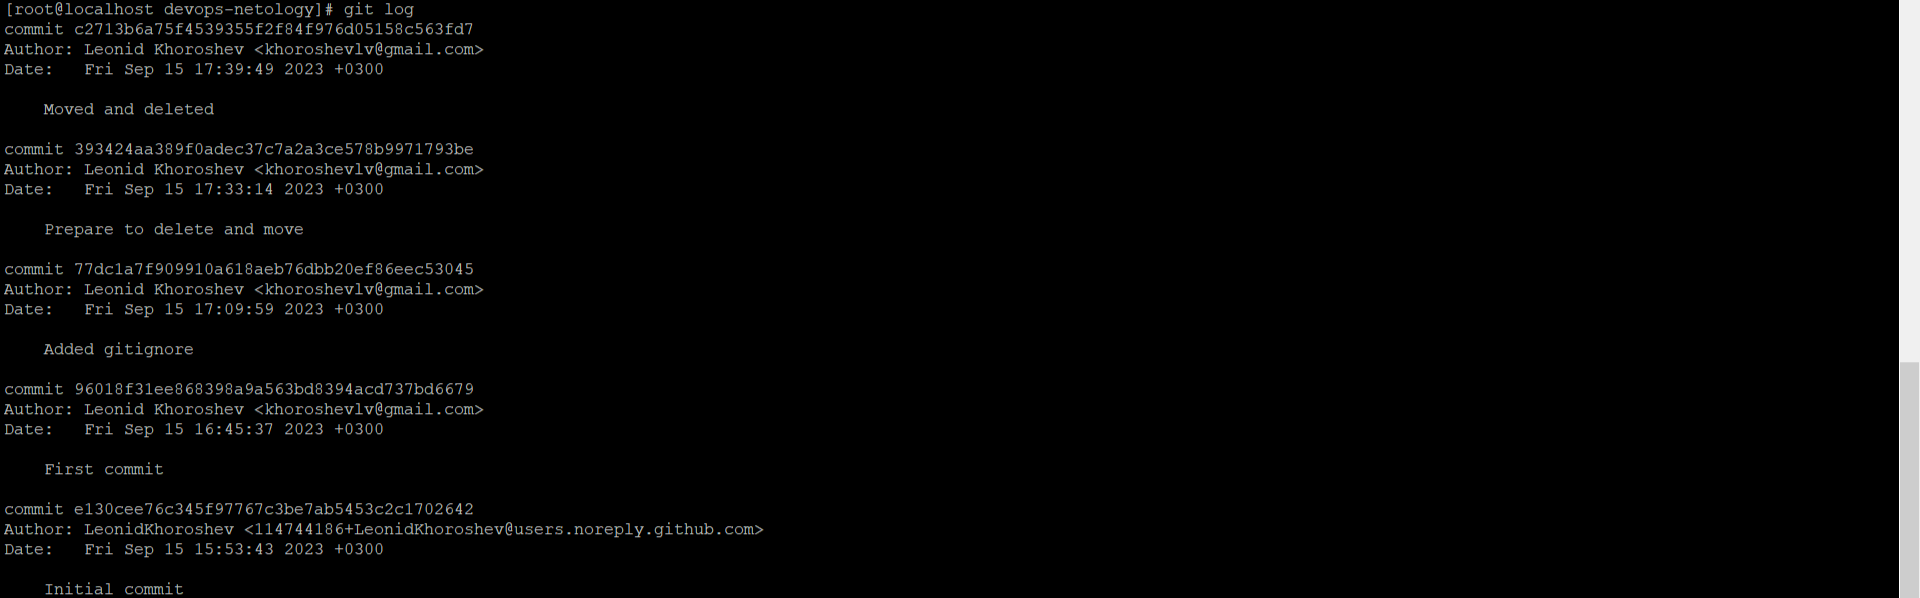 [root@localhost devops-netology]# git log
commit c2713b6a75f4539355f2f84f976d05158c563fd7
Author: Leonid Khoroshev <khoroshevlv@gmail.com>
Date:   Fri Sep 15 17:39:49 2023 +0300
    Moved and deleted
commit 393424aa389f0adec37c7a2a3ce578b9971793be
Author: Leonid Khoroshev <khoroshevlv@gmail.com>
Date:   Fri Sep 15 17:33:14 2023 +0300
    Prepare to delete and move
commit 77dc1a7f909910a618aeb76dbb20ef86eec53045
Author: Leonid Khoroshev <khoroshevlv@gmail.com>
Date:   Fri Sep 15 17:09:59 2023 +0300
    Added gitignore
commit 96018f31ee868398a9a563bd8394acd737bd6679
Author: Leonid Khoroshev <khoroshevlv@gmail.com>
Date:   Fri Sep 15 16:45:37 2023 +0300
    First commit
commit e130cee76c345f97767c3be7ab5453c2c1702642
Author: LeonidKhoroshev <114744186+LeonidKhoroshev@users.noreply.github.com>
Date:   Fri Sep 15 15:53:43 2023 +0300
    Initial commit